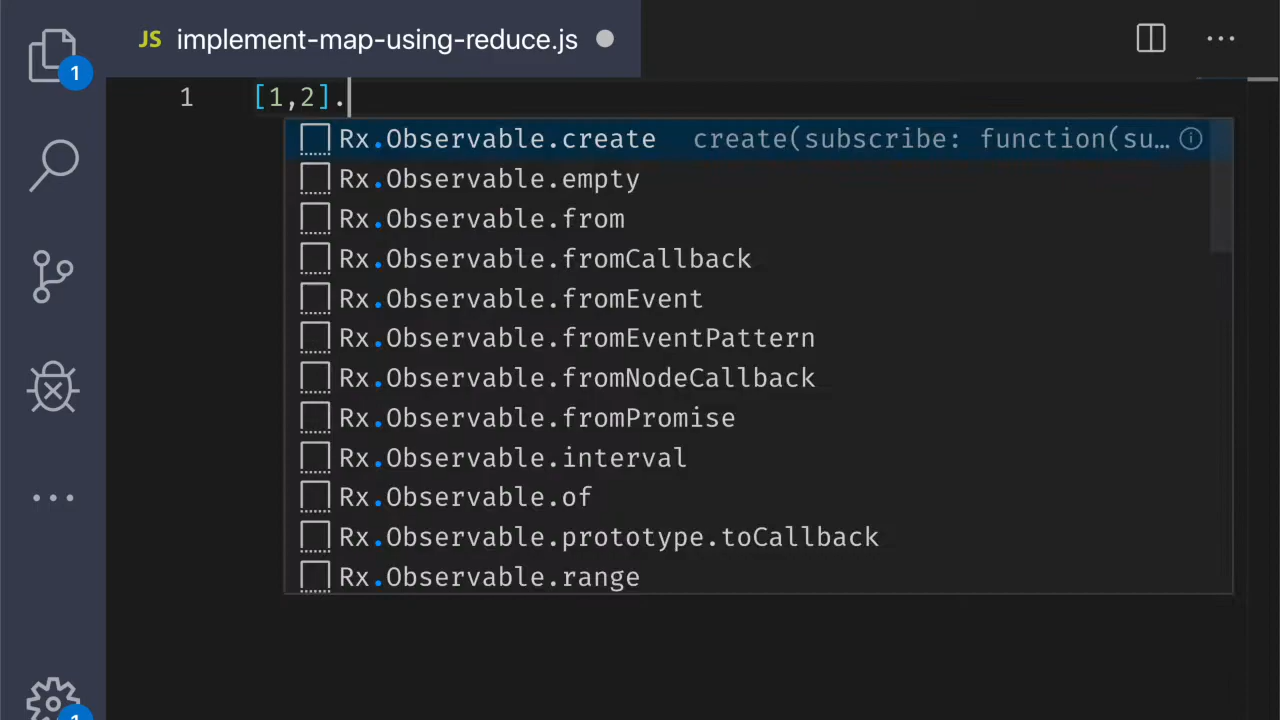 JS implement-map-using-reduce.js
1
1 [1,2].
Rx.Observable.create create(subscribe: function(su…
Rx.Observable.empty
Rx.Observable.from
Rx.Observable.fromCallback
Rx.Observable.fromEvent
Rx.Observable.fromEventPattern
Rx.Observable.fromNodeCallback
Rx.Observable.fromPromise
Rx.Observable.interval
Rx.Observable.of
Rx.Observable.prototype.toCallback
Rx.Observable.range
1